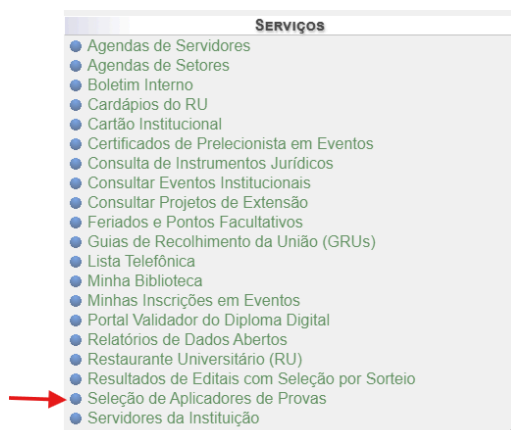 Serviços
Agendas de Servidores
Agendas de Setores
Boletim Interno
Cardápios do RU
Cartão Institucional
Certificados de Prelecionista em Eventos
Consulta de Instrumentos Jurídicos
Consultar Eventos Institucionais
Consultar Projetos de Extensão
Feriados e Pontos Facultativos
Guias de Recolhimento da União (GRUs)
Lista Telefônica
Minha Biblioteca
Minhas Inscrições em Eventos
Portal Validador do Diploma Digital
Relatórios de Dados Abertos
Restaurante Universitário (RU)
Resultados de Editais com Seleção por Sorteio
Seleção de Aplicadores de Provas
Servidores da Instituição